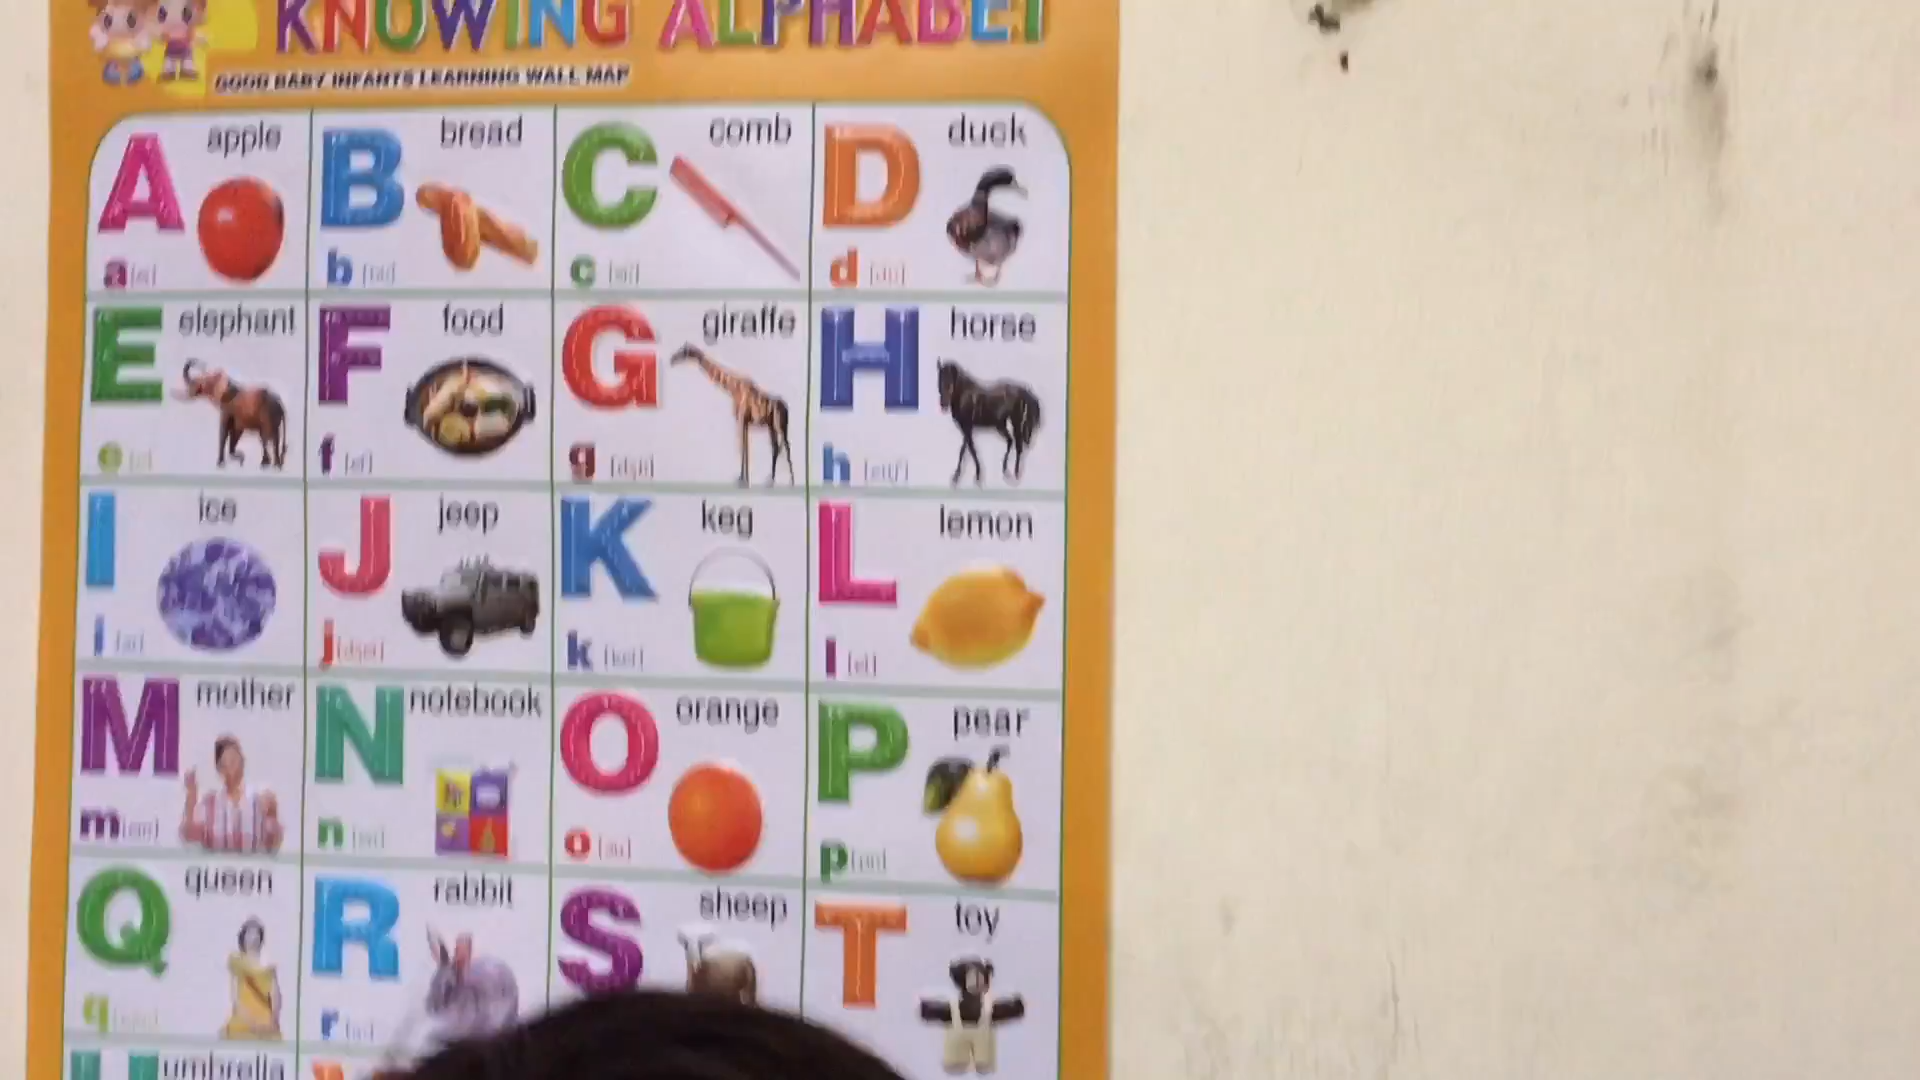 KNOWING ALPHABET
GOOD BABY INFANTS LEARNING WALL MAP
A apple B bread C comb D duck
a b c d
E elephant F food G giraffe H horse
e f g h
I ice J jeep K keg L lemon
i j k l
M mother N notebook O orange P pear
m n o p
Q queen R rabbit S sheep T toy
q r
umbrella